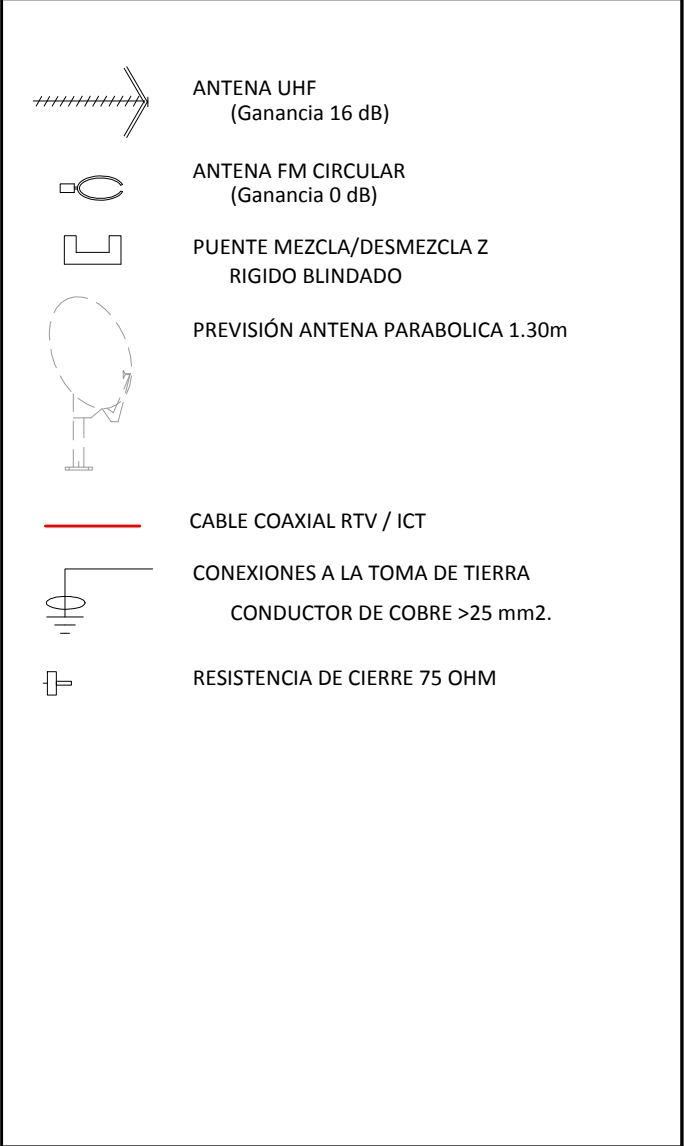 ANTENA UHF
(Ganancia 16 dB)
ANTENA FM CIRCULAR
(Ganancia 0 dB)
PUENTE MEZCLA/DESMEZCLA Z
RIGIDO BLINDADO
PREVISIÓN ANTENA PARABOLICA 1.30m
CABLE COAXIAL RTV / ICT
CONEXIONES A LA TOMA DE TIERRA
CONDUCTOR DE COBRE >25 mm2.
RESISTENCIA DE CIERRE 75 OHM